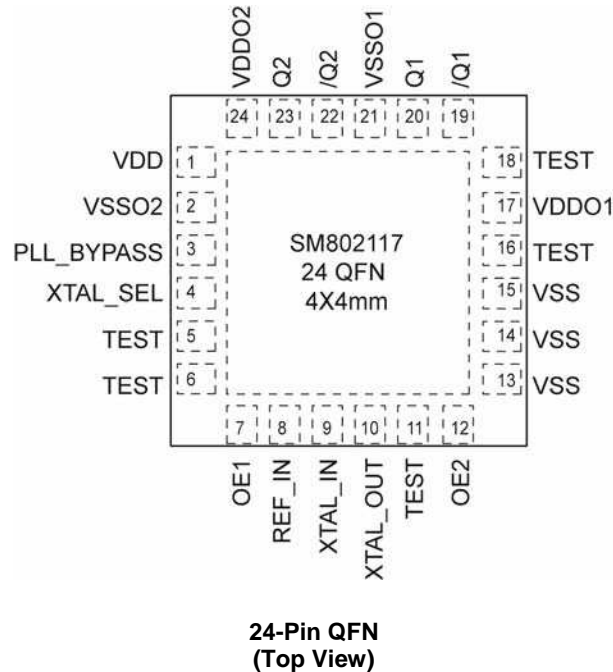 VDDO2
Q2
/Q2
VSSO1
Q1
/Q1
24
23
22
21
20
19
VDD 1
VSSO2 2
PLL_BYPASS 3
XTAL_SEL 4
TEST 5
TEST 6
SM802117
24 QFN
4X4mm
18 TEST
17 VDDO1
16 TEST
15 VSS
14 VSS
13 VSS
7
8
9
10
11
12
OE1
REF_IN
XTAL_IN
XTAL_OUT
TEST
OE2
24-Pin QFN
(Top View)